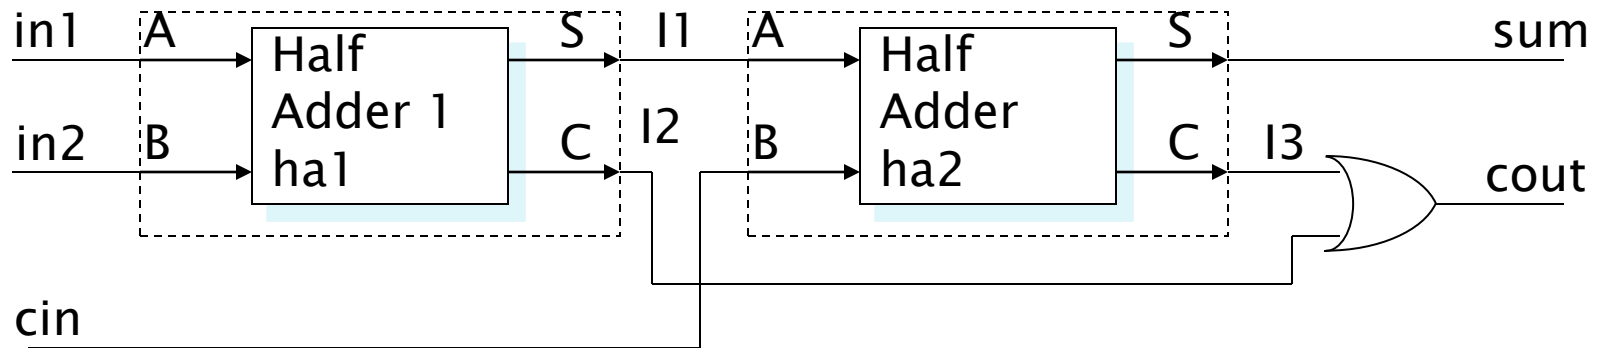 in1
A
Half
Adder 1
ha1
S
I1
A
Half
Adder
ha2
S
sum
in2
B
C
I2
B
C
I3
cout
cin